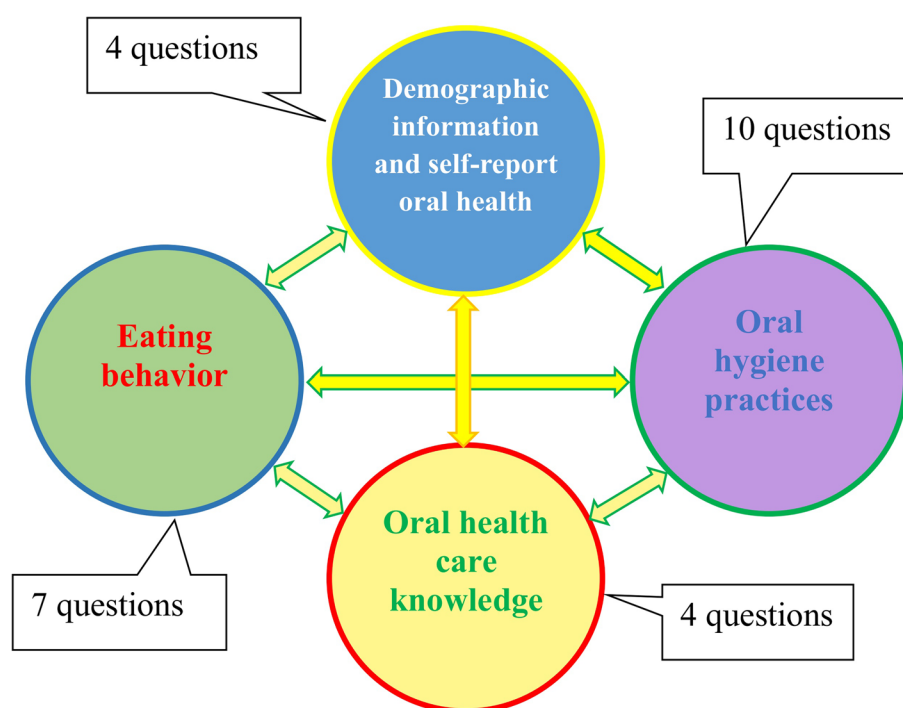 4 questions
Demographic
information
and self-report
oral health
10 questions
Eating
behavior
Oral
hygiene
practices
Oral health
care
knowledge
7 questions
4 questions